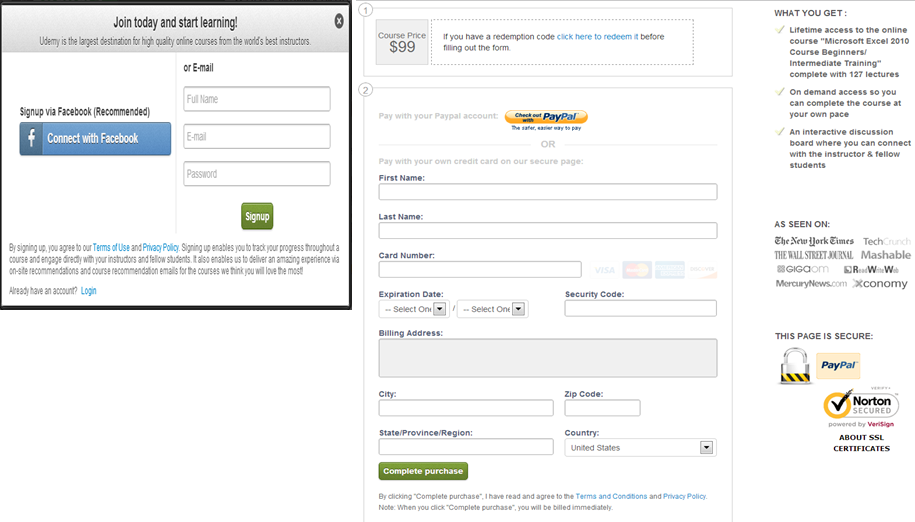 Join today and start learning!
Udemy is the largest destination for high quality online courses from the world's best instructors.
Signup via Facebook (Recommended)
f Connect with Facebook
or E-mail
Full Name
E-mail
Password
Signup
By signing up, you agree to our Terms of Use and Privacy Policy. Signing up enables you to track your progress throughout a
course and engage directly with your instructors and fellow students. It also enables us to deliver an amazing experience via
on-site recommendations and course recommendation emails for the courses we think you will love the most!
Already have an account? Login
1
Course Price
$99
If you have a redemption code click here to redeem it before
filling out the form.
2
Pay with your Paypal account:
Check out
with PayPal
The safer, easier way to pay
OR
Pay with your own credit card on our secure page:
First Name:
Last Name:
Card Number:
VISA MasterCard DISCOVER
Expiration Date:
Security Code:
-- Select One / -- Select One
Billing Address:
City:
Zip Code:
State/Province/Region:
Country:
United States
Complete purchase
By clicking "Complete purchase", I have read and agree to the Terms and Conditions and Privacy Policy.
Note: When you click "Complete purchase", you will be billed immediately.
WHAT YOU GET :
Lifetime access to the online
course "Microsoft Excel 2010
Course Beginners/
Intermediate Training"
complete with 127 lectures
On demand access so you
can complete the course at
your own pace
An interactive discussion
board where you can connect
with the instructor & fellow
students
AS SEEN ON:
The New York Times TechCrunch
THE WALL STREET JOURNAL Mashable
GIGAOM ReadWriteWeb
MercuryNews.com Xconomy
THIS PAGE IS SECURE:
PayPal
VERIFY
Norton
SECURED
powered by VeriSign
ABOUT SSL
CERTIFICATES